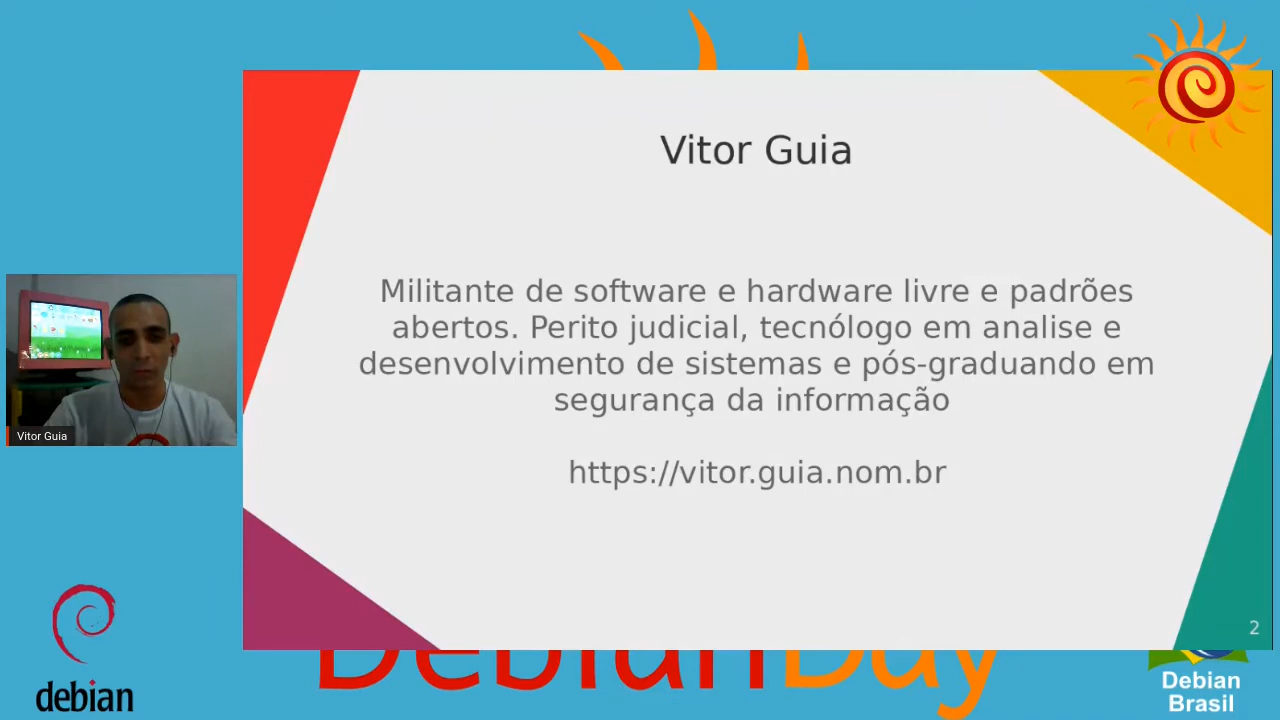 Vitor Guia
Militante de software e hardware livre e padrões
abertos. Perito judicial, tecnólogo em analise e
desenvolvimento de sistemas e pós-graduando em
segurança da informação
https://vitor.guia.nom.br
2
Vitor Guia
debian
DebianDay
Debian
Brasil